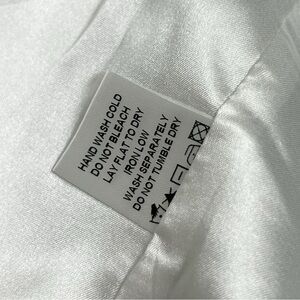 HAND WASH COLD
DO NOT BLEACH
LAY FLAT TO DRY
IRON LOW
WASH SEPARATELY
DO NOT TUMBLE DRY